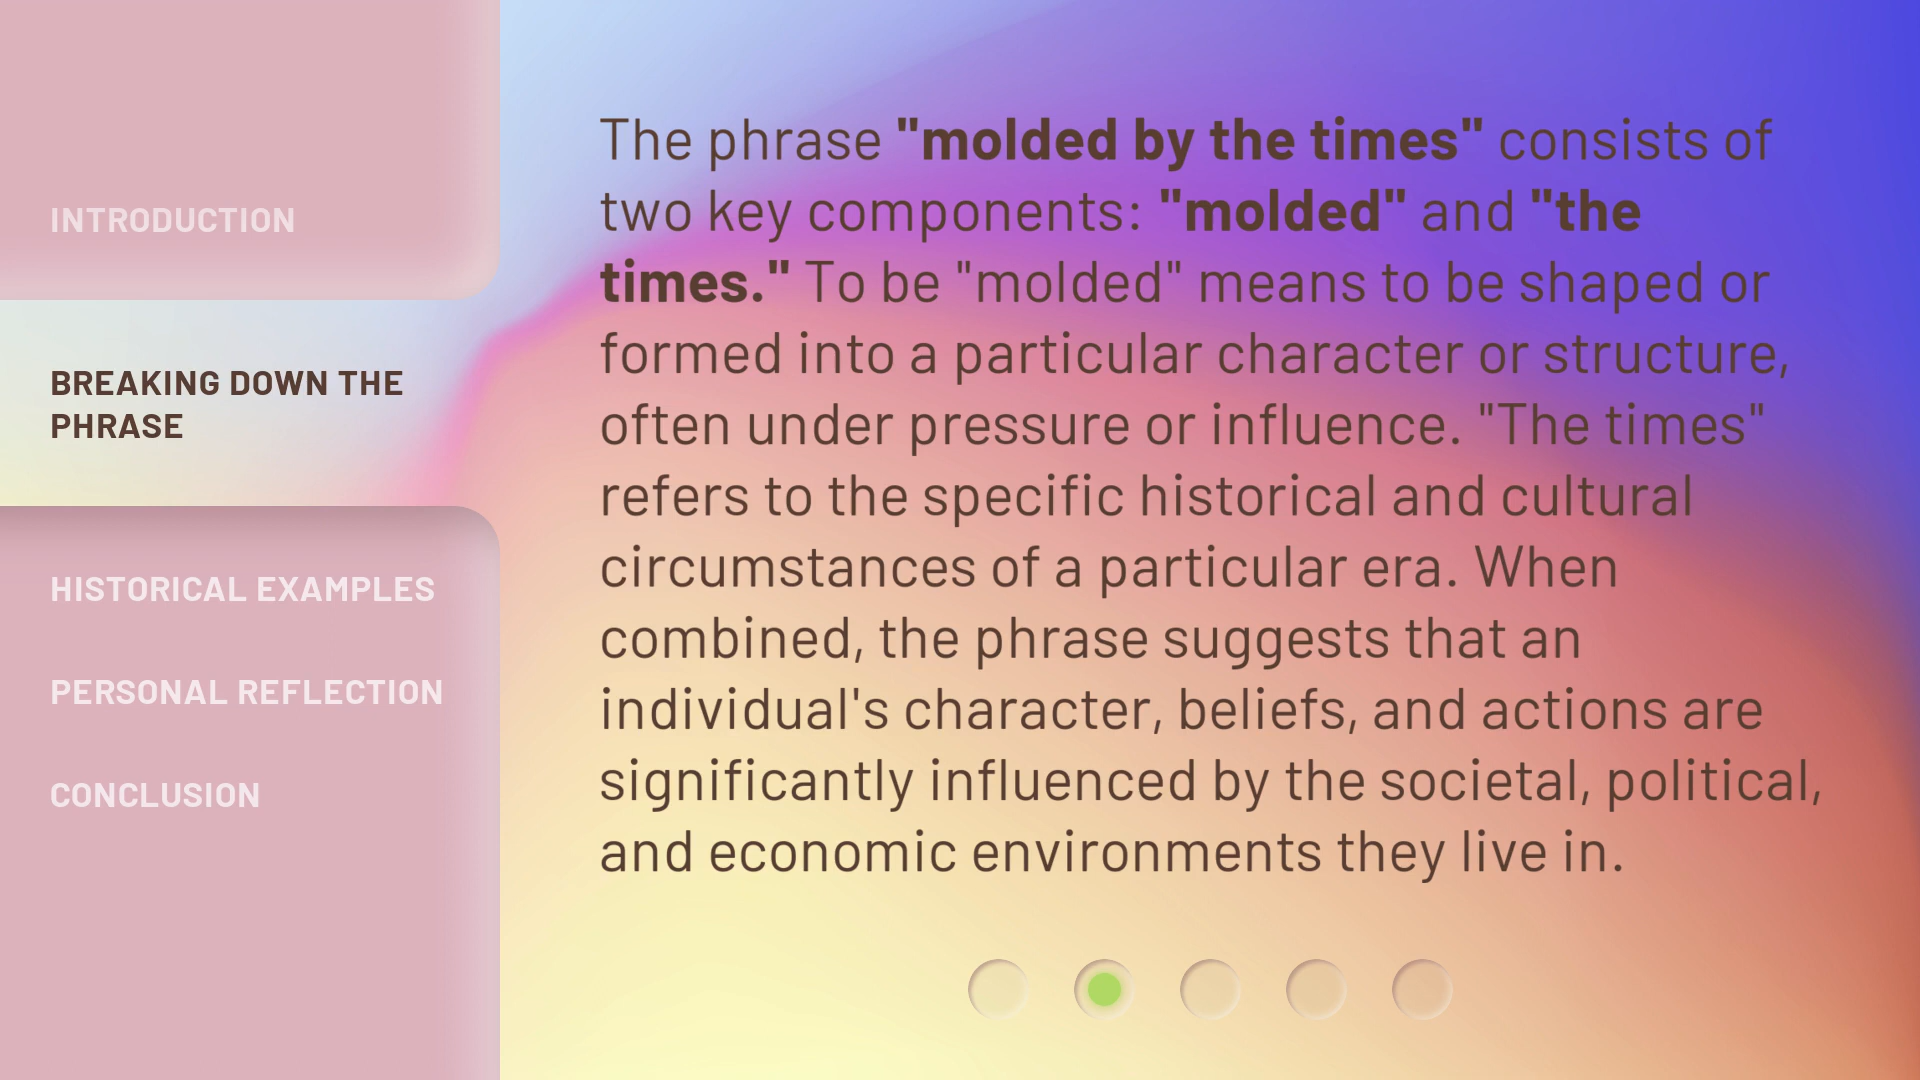 INTRODUCTION
BREAKING DOWN THE
PHRASE
HISTORICAL EXAMPLES
PERSONAL REFLECTION
CONCLUSION
The phrase "molded by the times" consists of
two key components: "molded" and "the
times." To be "molded" means to be shaped or
formed into a particular character or structure,
often under pressure or influence. "The times"
refers to the specific historical and cultural
circumstances of a particular era. When
combined, the phrase suggests that an
individual's character, beliefs, and actions are
significantly influenced by the societal, political,
and economic environments they live in.